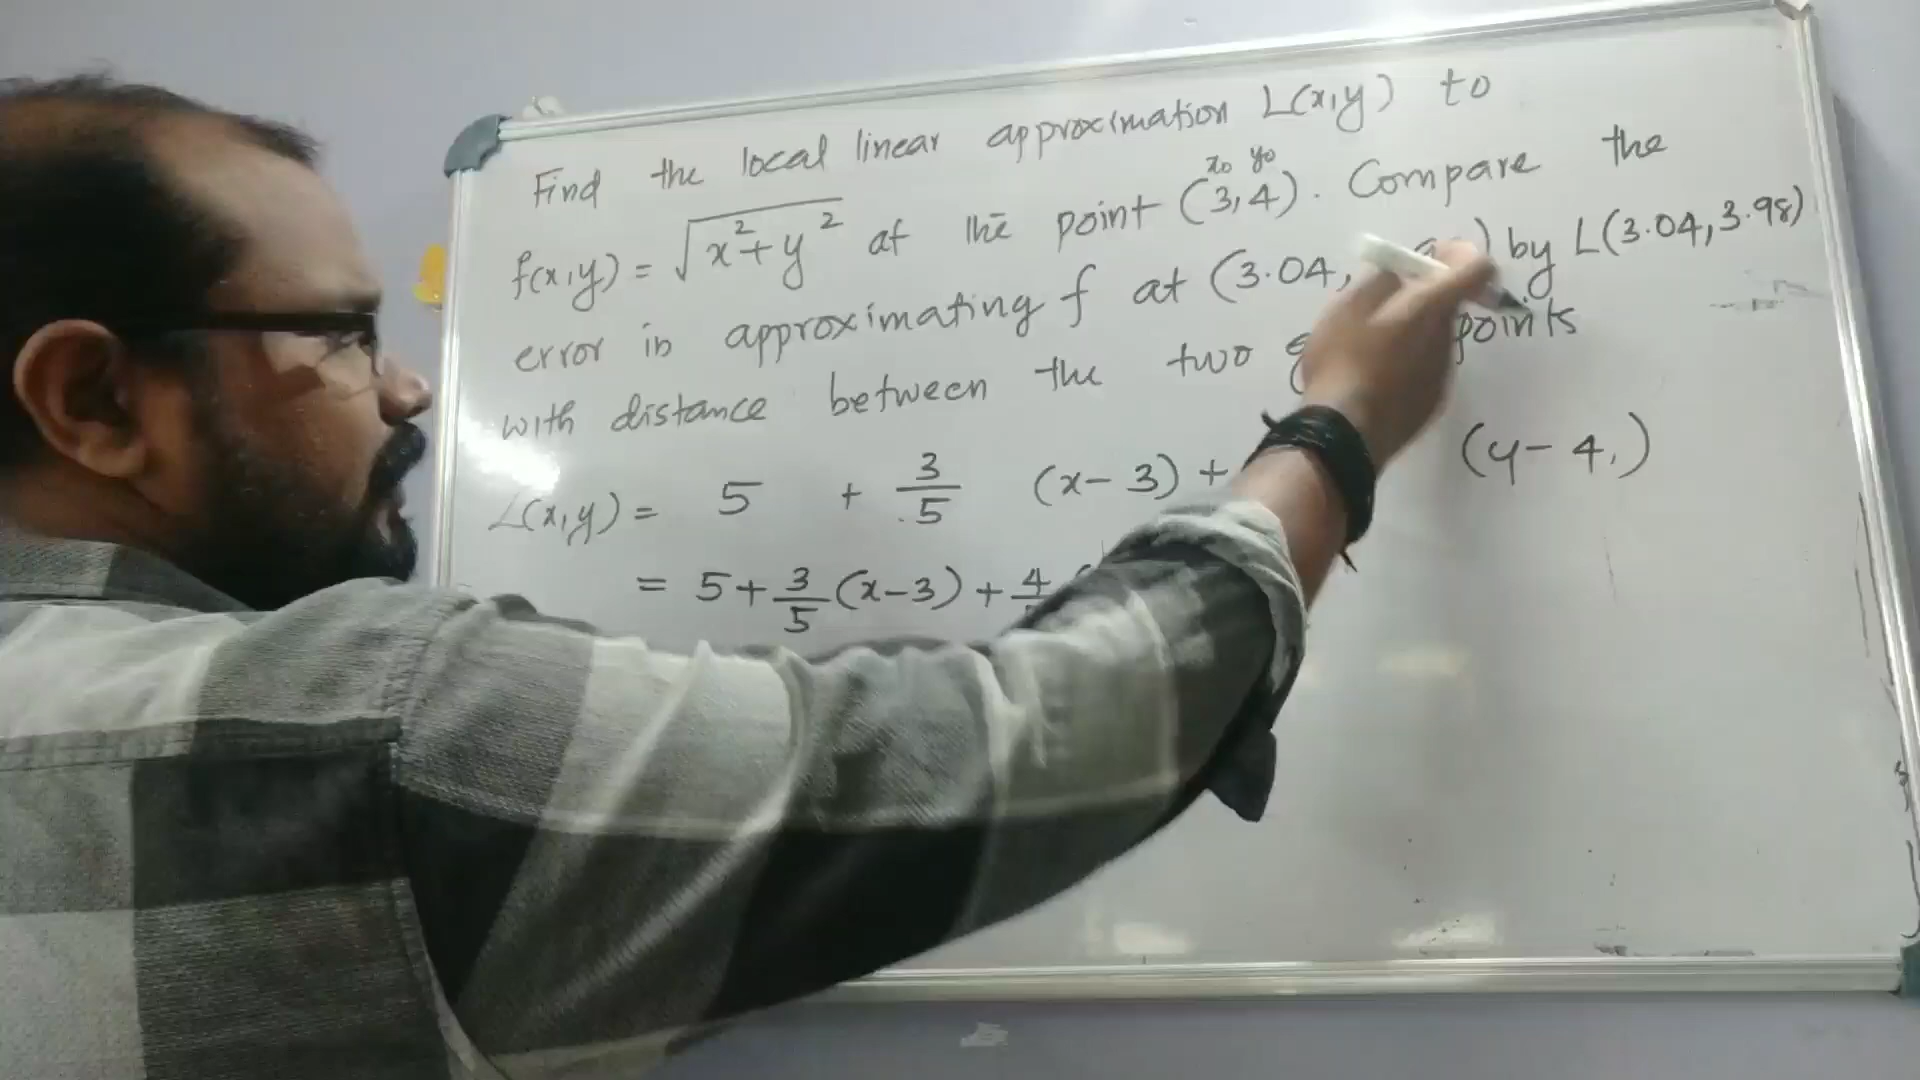 Find the local linear approximation L(x,y) to
x0 y0
f(x,y) = √x²+y² at the point (3,4). Compare the
error in approximating f at (3.04, ) by L(3.04,3.98)
with distance between the two points
L(x,y) = 5 + 3/5 (x-3) + (y-4)
= 5+3/5(x-3)+4